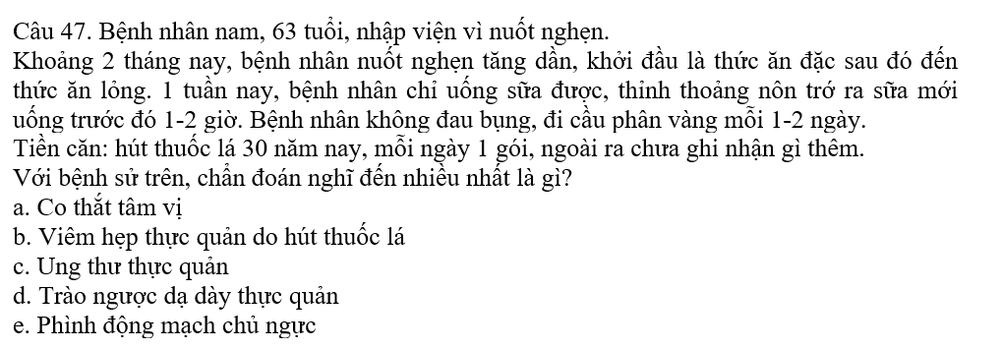 Câu 47. Bệnh nhân nam, 63 tuổi, nhập viện vì nuốt nghẹn.
Khoảng 2 tháng nay, bệnh nhân nuốt nghẹn tăng dần, khởi đầu là thức ăn đặc sau đó đến
thức ăn lỏng. 1 tuần nay, bệnh nhân chỉ uống sữa được, thỉnh thoảng nôn trớ ra sữa mới
uống trước đó 1-2 giờ. Bệnh nhân không đau bụng, đi cầu phân vàng mỗi 1-2 ngày.
Tiền căn: hút thuốc lá 30 năm nay, mỗi ngày 1 gói, ngoài ra chưa ghi nhận gì thêm.
Với bệnh sử trên, chẩn đoán nghĩ đến nhiều nhất là gì?
a. Co thắt tâm vị
b. Viêm hẹp thực quản do hút thuốc lá
c. Ung thư thực quản
d. Trào ngược dạ dày thực quản
e. Phình động mạch chủ ngực